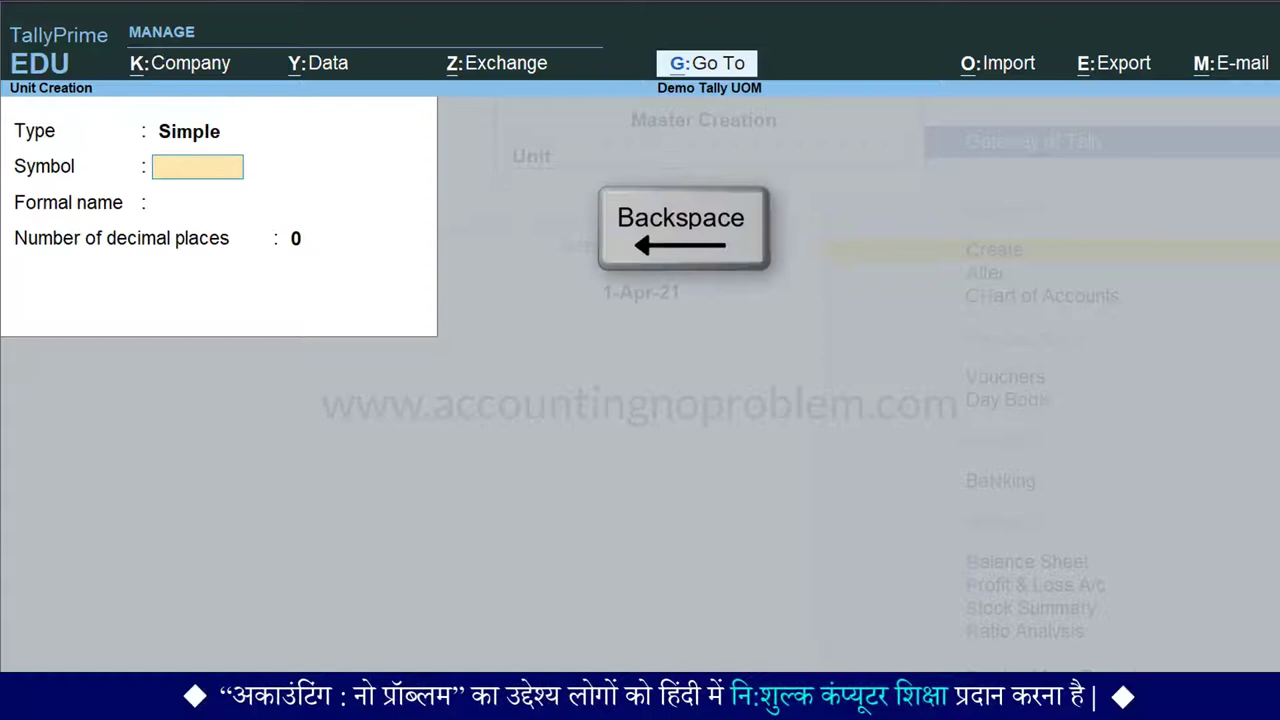 TallyPrime
EDU
MANAGE
K:Company Y:Data Z:Exchange G:Go To O:Import E:Export M:E-mail
Unit Creation Demo Tally UOM
Type : Simple
Symbol :
Formal name :
Number of decimal places : 0
Master Creation
Unit
Gateway of Tally
Backspace
Create
Alter
CHart of Accounts
1-Apr-21
Vouchers
Day Book
www.accountingnoproblem.com
BaNking
Balance Sheet
Profit & Loss A/c
Stock Summary
Ratio Analysis
“अकाउंटिंग : नो प्रॉब्लम” का उद्देश्य लोगों को हिंदी में नि:शुल्क कंप्यूटर शिक्षा प्रदान करना है|